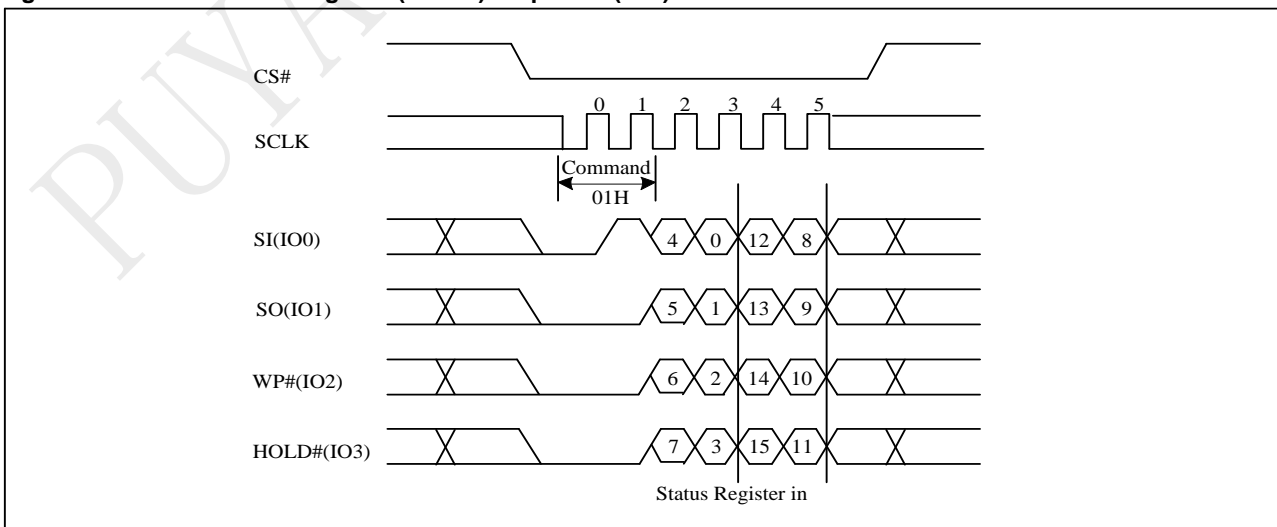 PUYA
CS#
0 1 2 3 4 5
SCLK
Command
01H
SI(IO0) 4 0 12 8
SO(IO1) 5 1 13 9
WP#(IO2) 6 2 14 10
HOLD#(IO3) 7 3 15 11
Status Register in